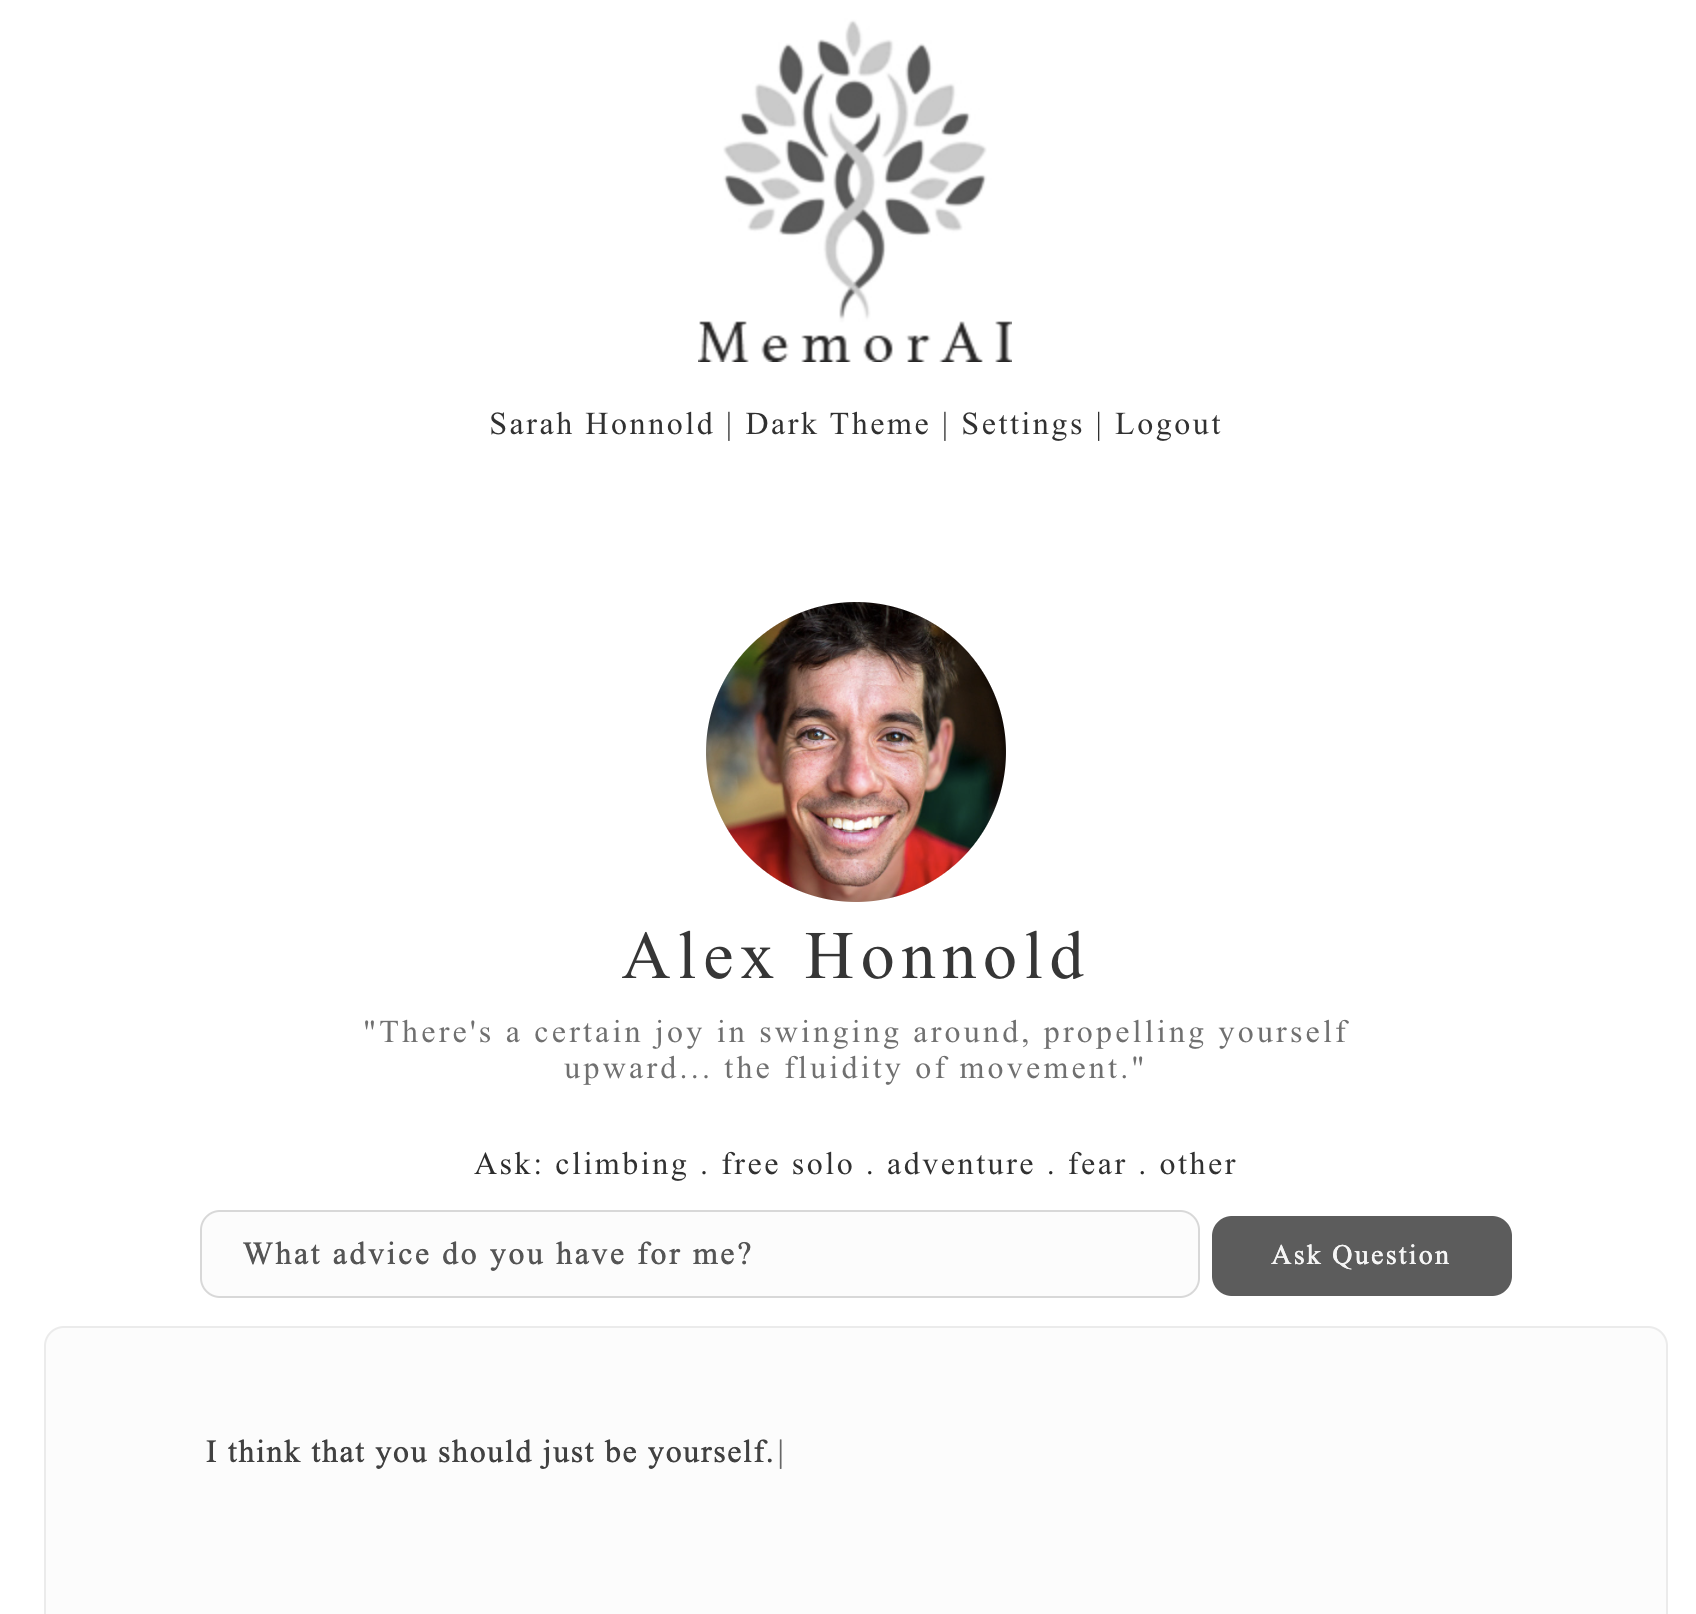 MemorAI
Sarah Honnold | Dark Theme | Settings | Logout
Alex Honnold
"There's a certain joy in swinging around, propelling yourself
upward... the fluidity of movement."
Ask: climbing . free solo . adventure . fear . other
What advice do you have for me?
Ask Question
I think that you should just be yourself.|